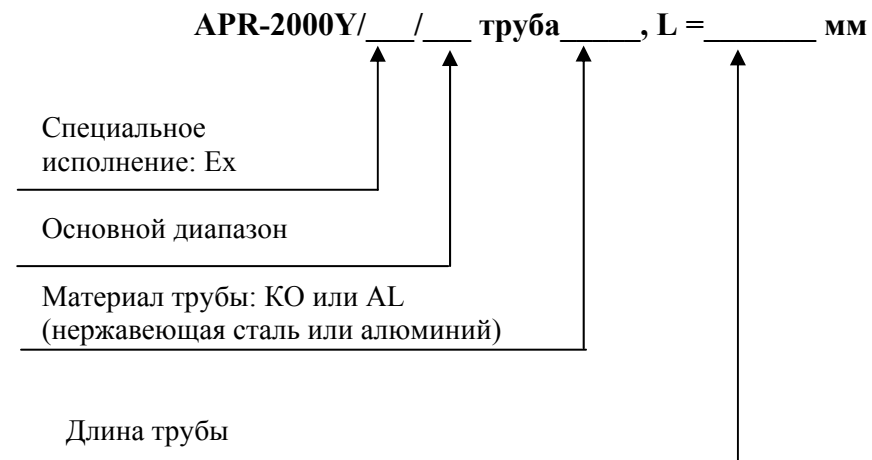 APR-2000Y/___/___ труба_____, L =_______ мм
Специальное
исполнение: Ex
Основной диапазон
Материал трубы: КО или AL
(нержавеющая сталь или алюминий)
Длина трубы